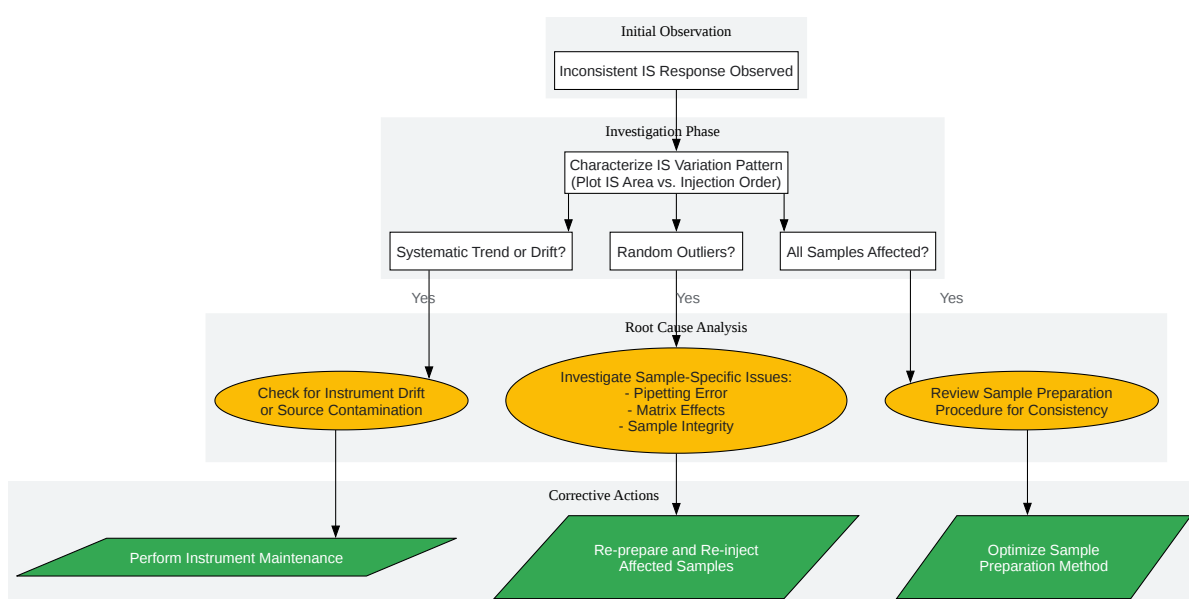 Initial Observation
Inconsistent IS Response Observed
Investigation Phase
Characterize IS Variation Pattern
(Plot IS Area vs. Injection Order)
Systematic Trend or Drift?
Random Outliers?
All Samples Affected?
Yes
Yes
Yes
Root Cause Analysis
Check for Instrument Drift
or Source Contamination
Investigate Sample-Specific Issues:
- Pipetting Error
- Matrix Effects
- Sample Integrity
Review Sample Preparation
Procedure for Consistency
Corrective Actions
Perform Instrument Maintenance
Re-prepare and Re-inject
Affected Samples
Optimize Sample
Preparation Method